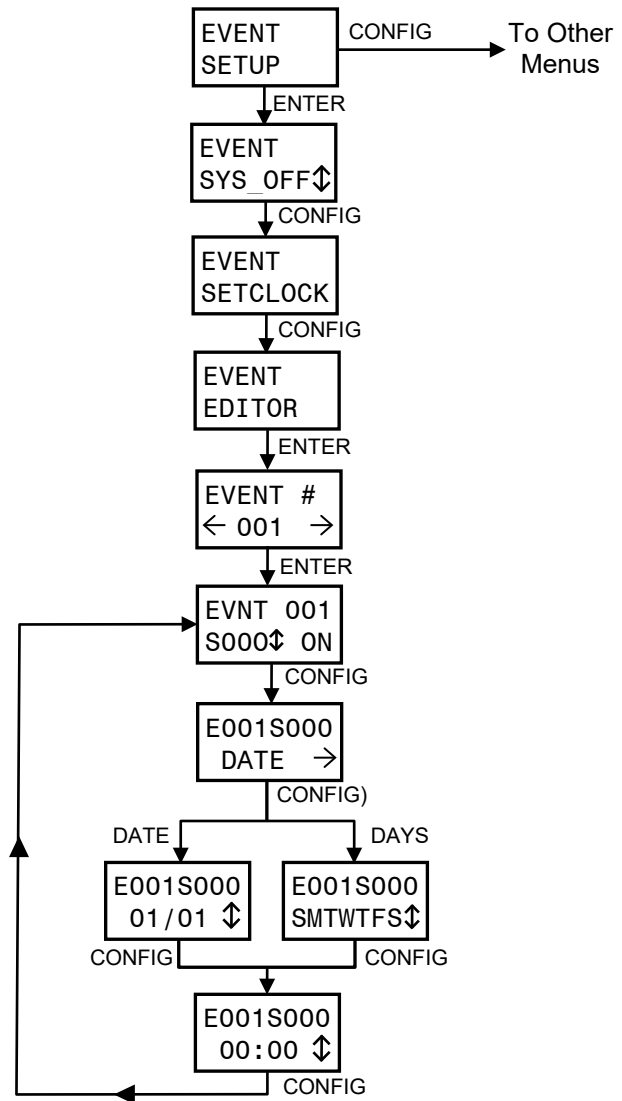 EVENT
SETUP
CONFIG
To Other
Menus
ENTER
EVENT
SYS_OFF↕
CONFIG
EVENT
SETCLOCK
CONFIG
EVENT
EDITOR
ENTER
EVENT #
← 001 →
ENTER
EVNT 001
S000↕ ON
CONFIG
E001S000
DATE →
CONFIG)
DATE
DAYS
E001S000
01/01 ↕
E001S000
SMTWTFS↕
CONFIG
CONFIG
E001S000
00:00 ↕
CONFIG